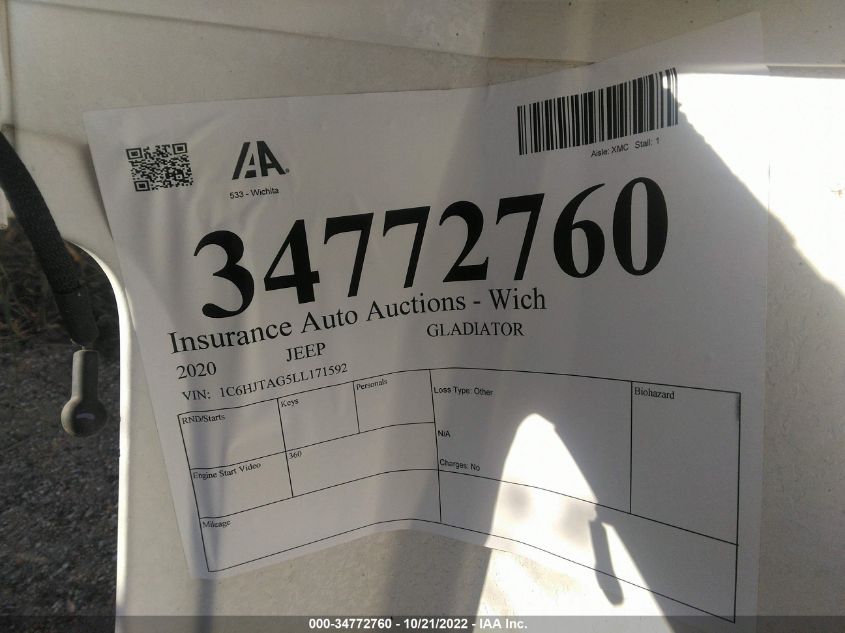 IAA
533 - Wichita
Aisle: XMC Stall: 1
34772760
Insurance Auto Auctions - Wich
2020 JEEP GLADIATOR
VIN: 1C6HJTAG5LL171592
RND/Starts
Keys
Personals
Loss Type: Other
Biohazard
N/A
Engine Start Video
360
Charges: No
Mileage
000-34772760 - 10/21/2022 - IAA Inc.